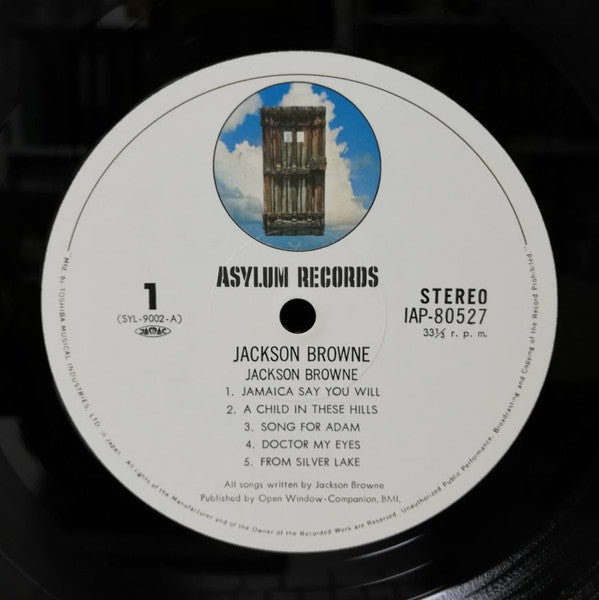 ASYLUM RECORDS
1
(SYL-9002-A)
JASRAC
STEREO
IAP-80527
33⅓ r. p. m.
JACKSON BROWNE
JACKSON BROWNE
1. JAMAICA SAY YOU WILL
2. A CHILD IN THESE HILLS
3. SONG FOR ADAM
4. DOCTOR MY EYES
5. FROM SILVER LAKE
All songs written by Jackson Browne
Published by Open Window-Companion, BMI.
"Mfd. by TOSHIBA MUSICAL INDUSTRIES, LTD. in Japan. All rights of the Manufacturer and of the Owner of the Recorded Work are Reserved. Unauthorized Public Performance, Broadcasting and Copying of the Record Prohibited"